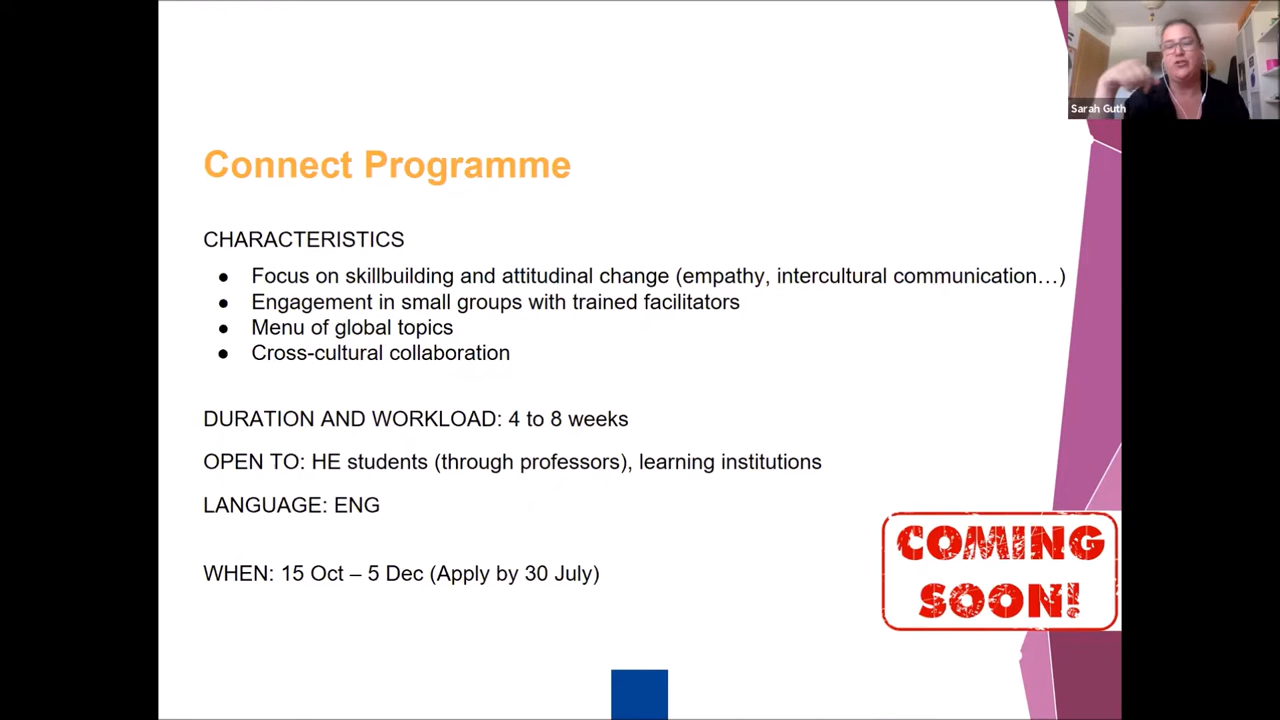 Sarah Guth
Connect Programme
CHARACTERISTICS
● Focus on skillbuilding and attitudinal change (empathy, intercultural communication…)
● Engagement in small groups with trained facilitators
● Menu of global topics
● Cross-cultural collaboration
DURATION AND WORKLOAD: 4 to 8 weeks
OPEN TO: HE students (through professors), learning institutions
LANGUAGE: ENG
WHEN: 15 Oct – 5 Dec (Apply by 30 July)
COMING
SOON!